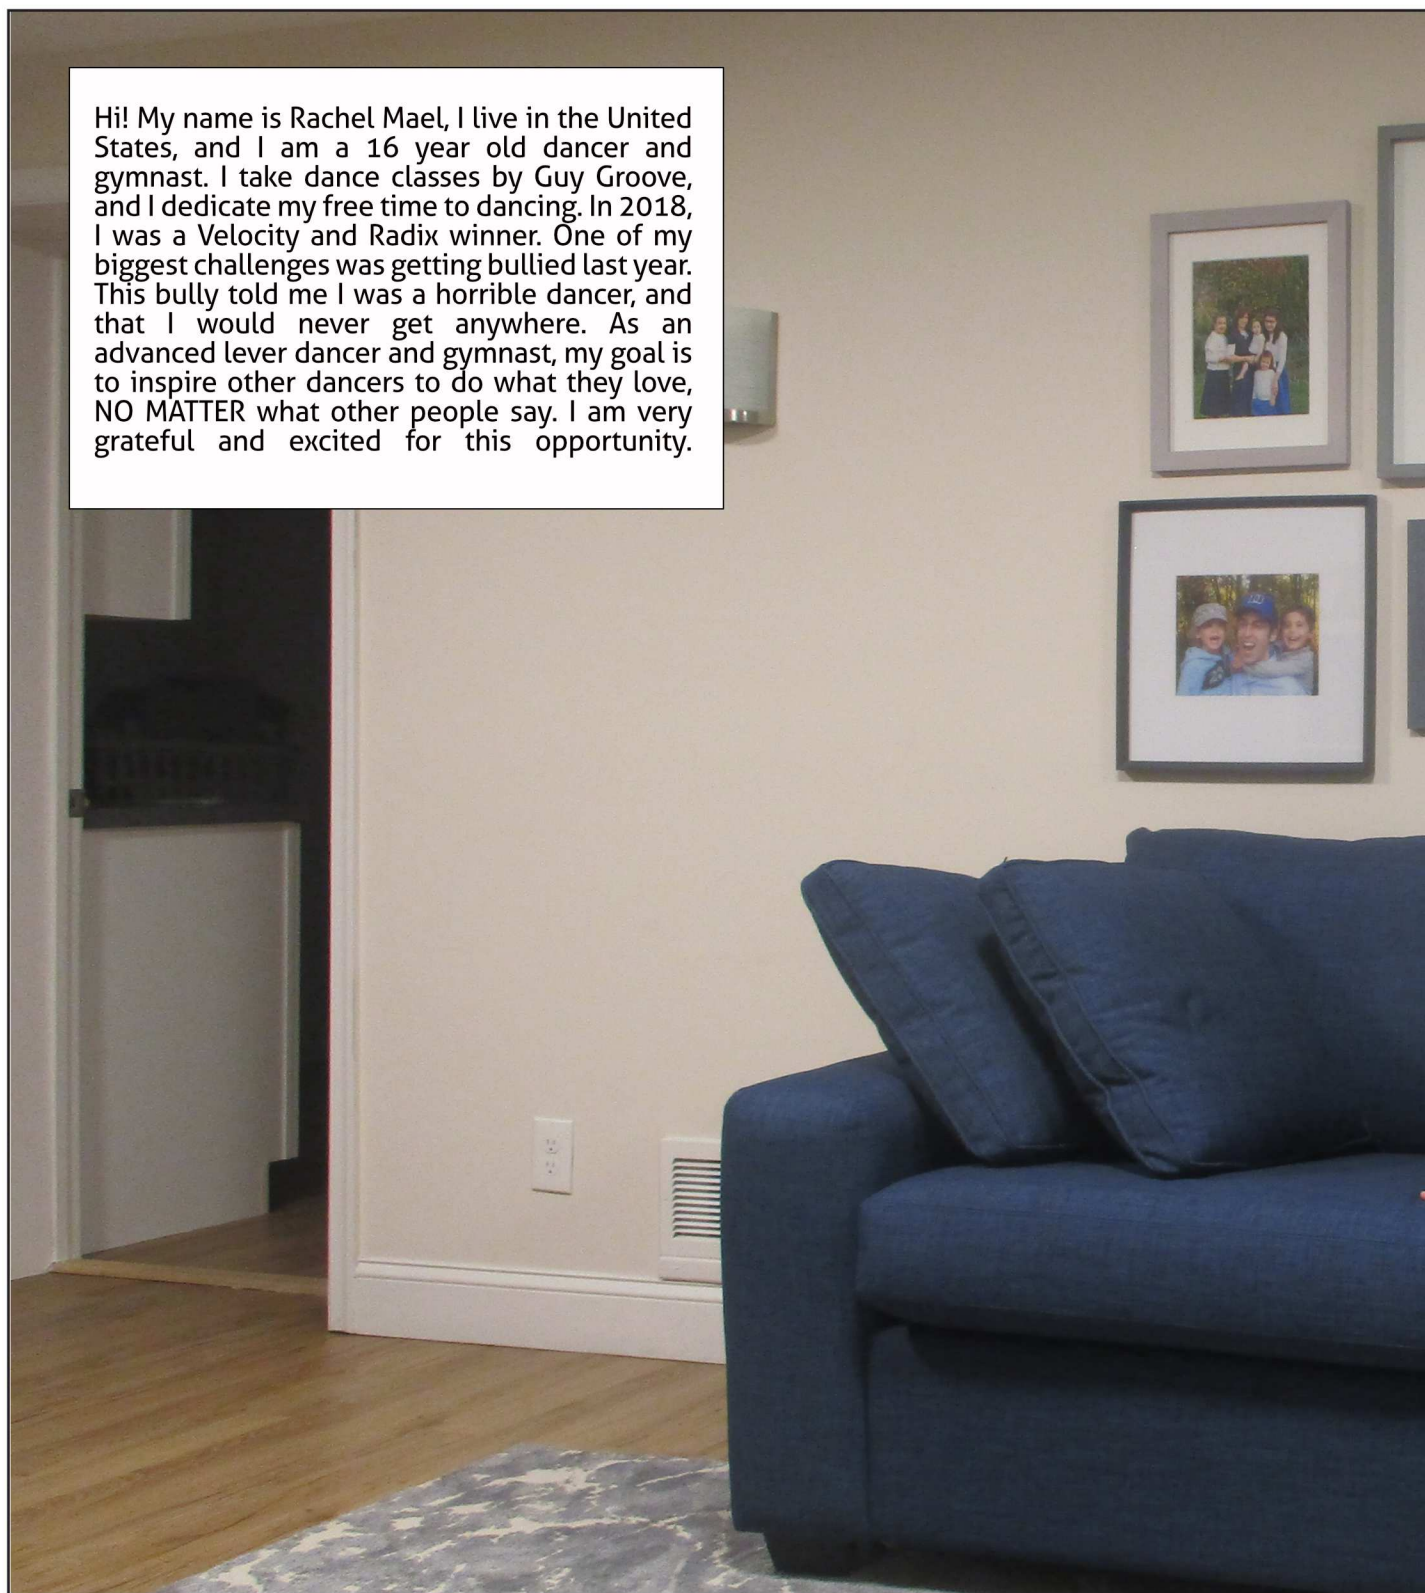 Hi! My name is Rachel Mael, I live in the United
States, and I am a 16 year old dancer and
gymnast. I take dance classes by Guy Groove,
and I dedicate my free time to dancing. In 2018,
I was a Velocity and Radix winner. One of my
biggest challenges was getting bullied last year.
This bully told me I was a horrible dancer, and
that I would never get anywhere. As an
advanced lever dancer and gymnast, my goal is
to inspire other dancers to do what they love,
NO MATTER what other people say. I am very
grateful and excited for this opportunity.